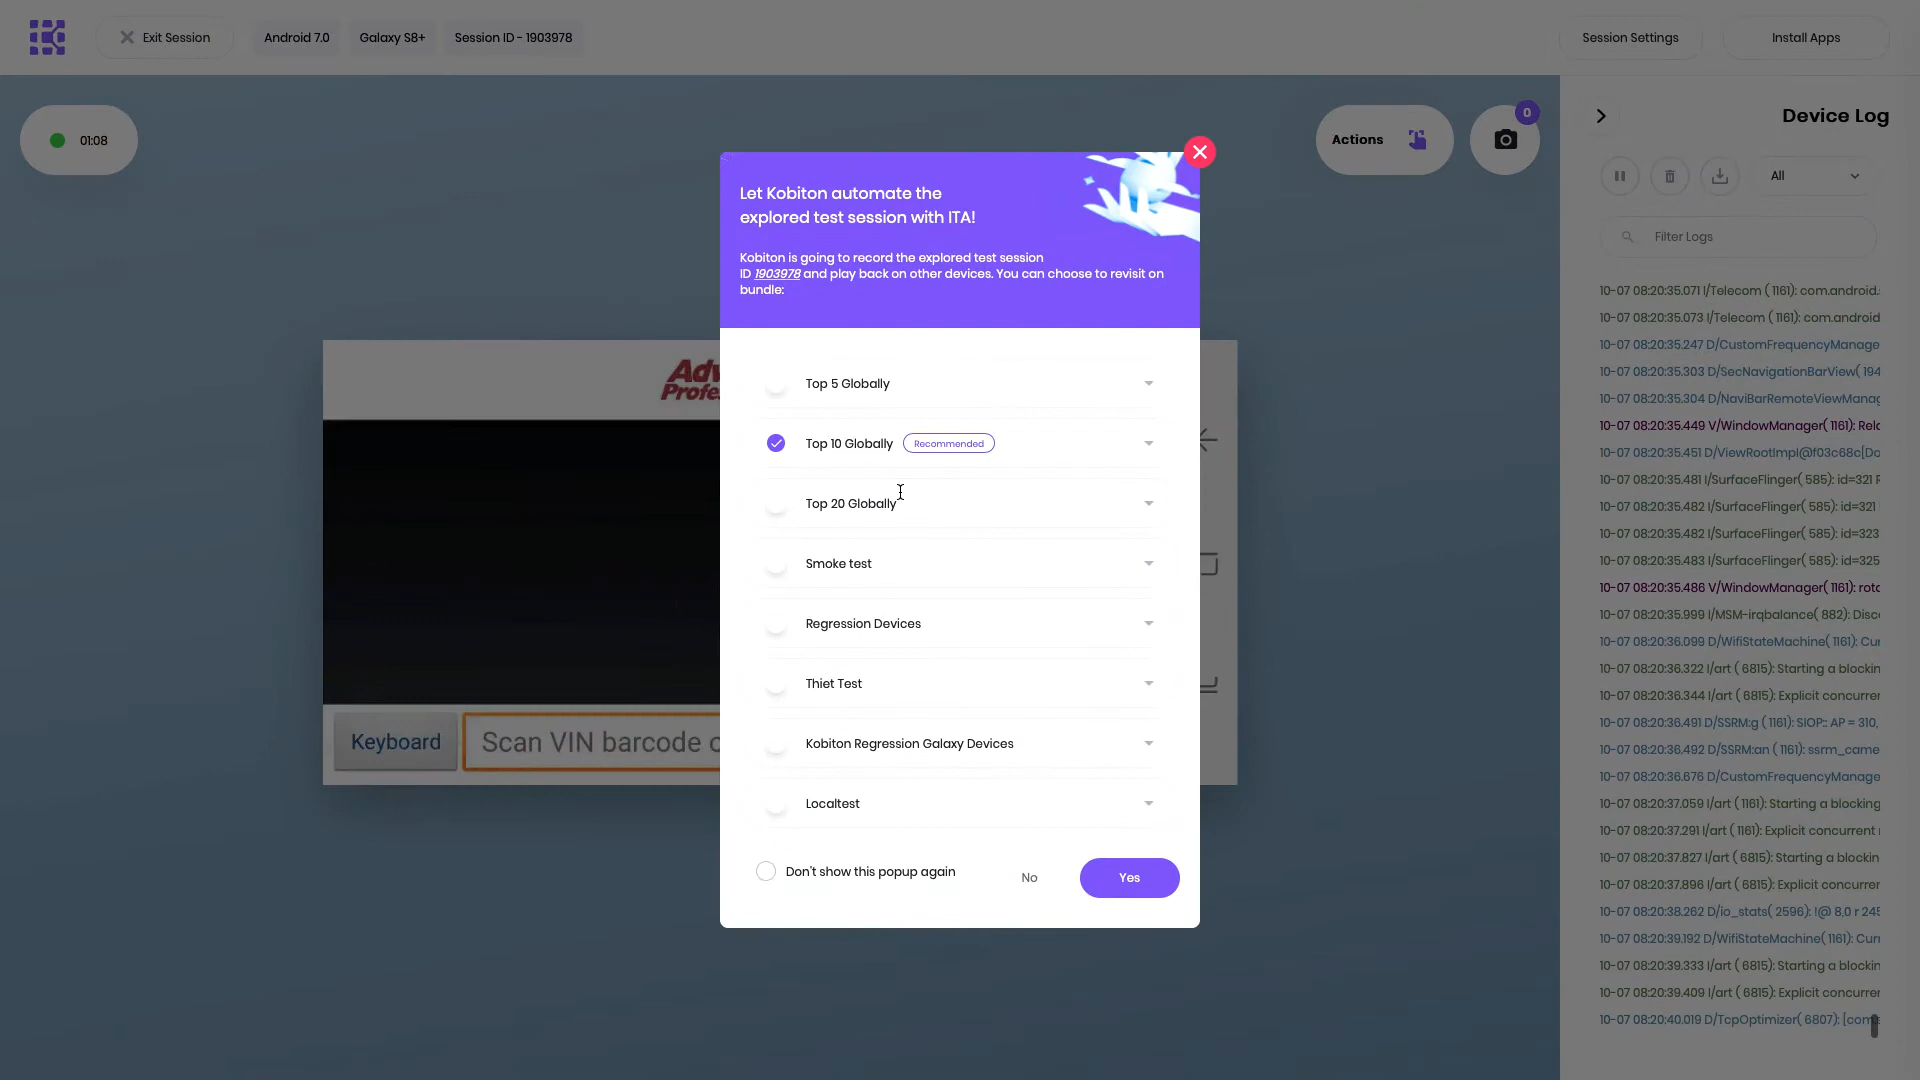 Exit Session
Android 7.0
Galaxy S8+
Session ID - 1903978
Session Settings
Install Apps
01:08
Actions
0
Device Log
All
Filter Logs
Let Kobiton automate the
explored test session with ITA!
Kobiton is going to record the explored test session
ID 1903978 and play back on other devices. You can choose to revisit on
bundle:
Top 5 Globally
Top 10 Globally Recommended
Top 20 Globally
Smoke test
Regression Devices
Thiet Test
Kobiton Regression Galaxy Devices
Localtest
Don't show this popup again
No
Yes
Keyboard
Scan VIN barcode
10-07 08:20:35.071 I/Telecom ( 1161): com.android.
10-07 08:20:35.073 I/Telecom ( 1161): com.android
10-07 08:20:35.247 D/CustomFrequencyManage
10-07 08:20:35.303 D/SecNavigationBarView( 194
10-07 08:20:35.304 D/NaviBarRemoteViewManag
10-07 08:20:35.449 V/WindowManager( 1161): Rela
10-07 08:20:35.451 D/ViewRootImpl@f03c68c[Do
10-07 08:20:35.481 I/SurfaceFlinger( 585): id=321
10-07 08:20:35.482 I/SurfaceFlinger( 585): id=321
10-07 08:20:35.482 I/SurfaceFlinger( 585): id=323
10-07 08:20:35.483 I/SurfaceFlinger( 585): id=325
10-07 08:20:35.486 V/WindowManager( 1161): rota
10-07 08:20:35.999 I/MSM-irqbalance( 882): Disco
10-07 08:20:36.099 D/WifiStateMachine( 1161): Cur
10-07 08:20:36.322 I/art ( 6815): Starting a blockin
10-07 08:20:36.344 I/art ( 6815): Explicit concurrer
10-07 08:20:36.491 D/SSRM:g ( 1161): SIOP:: AP = 310,
10-07 08:20:36.492 D/SSRM:an ( 1161): ssrm_came
10-07 08:20:36.676 D/CustomFrequencyManage
10-07 08:20:37.059 I/art ( 1161): Starting a blocking
10-07 08:20:37.291 I/art ( 1161): Explicit concurrent
10-07 08:20:37.827 I/art ( 6815): Starting a blockin
10-07 08:20:37.896 I/art ( 6815): Explicit concurrer
10-07 08:20:38.262 D/io_stats( 2596): !@ 8,0 r 245
10-07 08:20:39.192 D/WifiStateMachine( 1161): Curr
10-07 08:20:39.333 I/art ( 6815): Starting a blockin
10-07 08:20:39.409 I/art ( 6815): Explicit concurrer
10-07 08:20:40.019 D/TcpOptimizer( 6807): [com